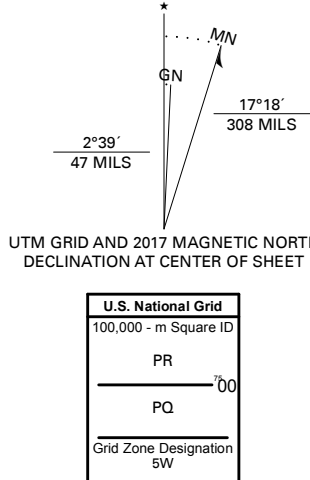 ★
MN
GN
17°18´
308 MILS
2°39´
47 MILS
UTM GRID AND 2017 MAGNETIC NORTH
DECLINATION AT CENTER OF SHEET
U.S. National Grid
100,000 - m Square ID
PR
7500
PQ
Grid Zone Designation
5W